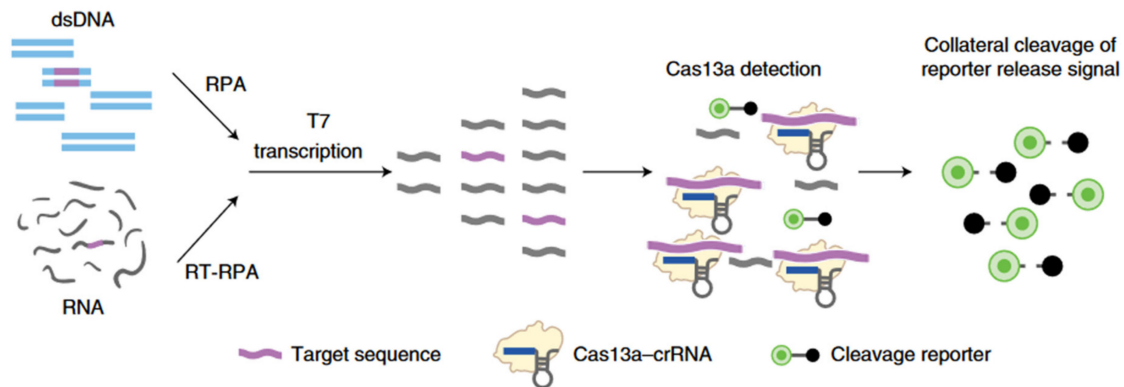 dsDNA
RPA
RNA
RT-RPA
T7
transcription
Cas13a detection
Collateral cleavage of
reporter release signal
Target sequence
Cas13a–crRNA
Cleavage reporter